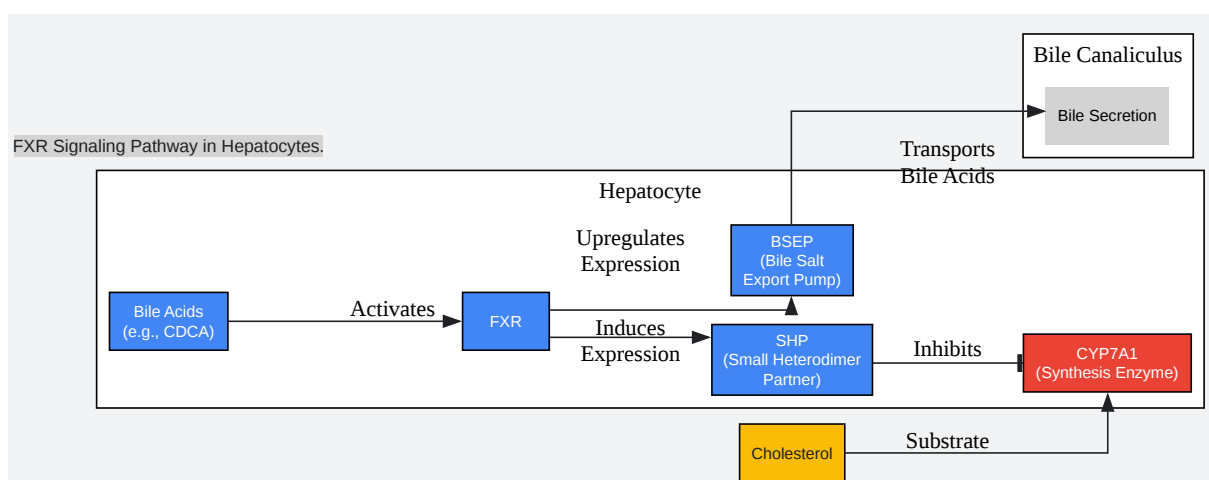 Bile Canaliculus
Bile Secretion
FXR Signaling Pathway in Hepatocytes.
Transports
Bile Acids
Hepatocyte
Upregulates
Expression
BSEP
(Bile Salt
Export Pump)
Bile Acids
(e.g., CDCA)
Activates
FXR
Induces
Expression
SHP
(Small Heterodimer
Partner)
Inhibits
CYP7A1
(Synthesis Enzyme)
Cholesterol
Substrate